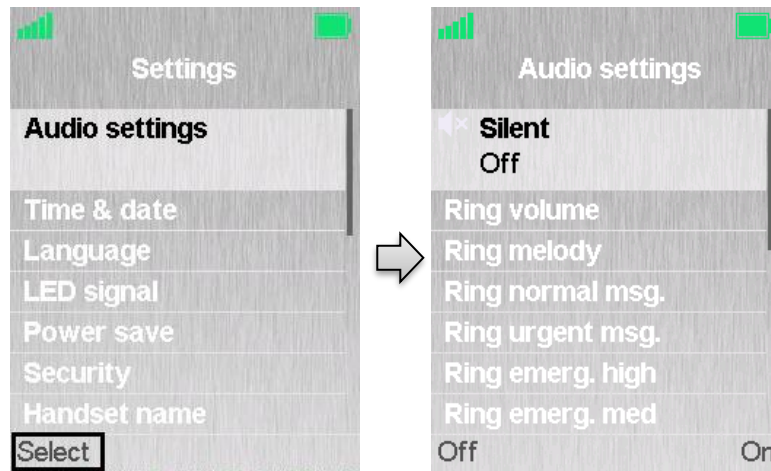 Settings
Audio settings
Time & date
Language
LED signal
Power save
Security
Handset name
Select
Audio settings
Silent
Off
Ring volume
Ring melody
Ring normal msg.
Ring urgent msg.
Ring emerg. high
Ring emerg. med
Off
On